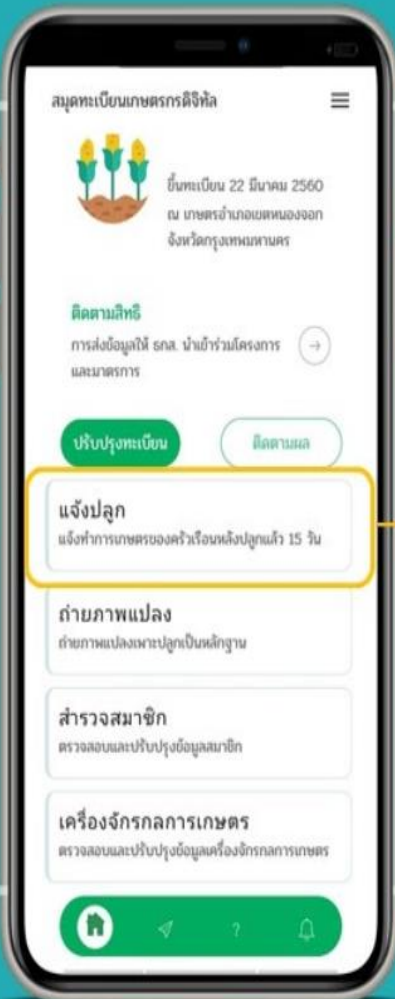 สมุดทะเบียนเกษตรกรดิจิทัล
ขึ้นทะเบียน 22 มีนาคม 2560
ณ เกษตรอำเภอเขตหนองจอก
จังหวัดกรุงเทพมหานคร
ติดตามสิทธิ
การส่งข้อมูลให้ ธกส. นำเข้าร่วมโครงการ
และมาตรการ
ปรับปรุงทะเบียน
ติดตามผล
แจ้งปลูก
แจ้งทำการเกษตรของครัวเรือนหลังปลูกแล้ว 15 วัน
ถ่ายภาพแปลง
ถ่ายภาพแปลงเพาะปลูกเป็นหลักฐาน
สำรวจสมาชิก
ตรวจสอบและปรับปรุงข้อมูลสมาชิก
เครื่องจักรกลการเกษตร
ตรวจสอบและปรับปรุงข้อมูลเครื่องจักรกลการเกษตร
?